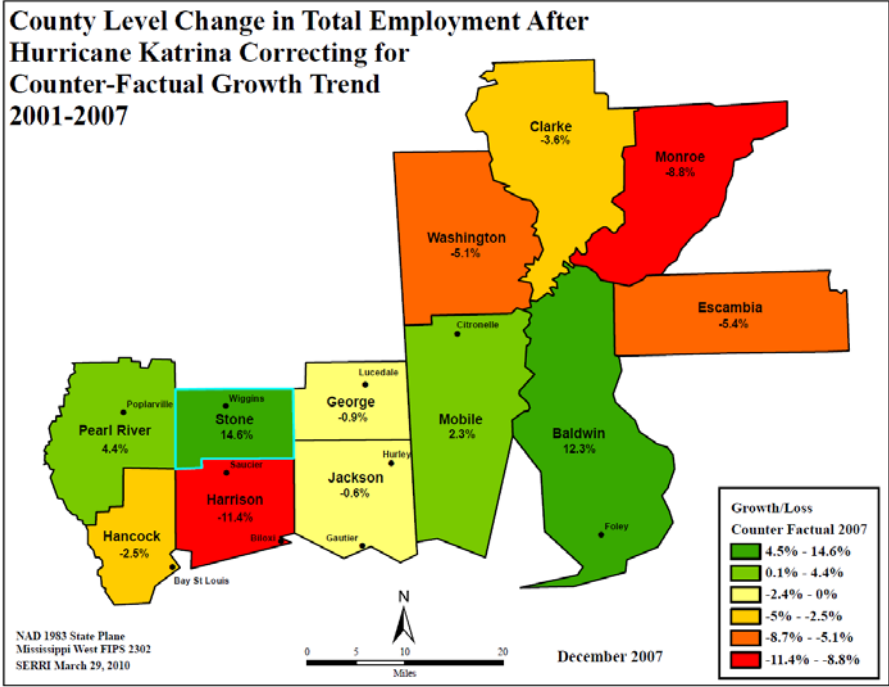 County Level Change in Total Employment After
Hurricane Katrina Correcting for
Counter-Factual Growth Trend
2001-2007
Clarke
-3.6%
Monroe
-8.8%
Washington
-5.1%
Escambia
-5.4%
Citronelle
Lucedale
George
-0.9%
Wiggins
Stone
14.6%
Poplarville
Pearl River
4.4%
Mobile
2.3%
Baldwin
12.3%
Hurley
Jackson
-0.6%
Saucier
Harrison
-11.4%
Hancock
-2.5%
Biloxi
Gautier
Foley
Bay St Louis
Growth/Loss
Counter Factual 2007
4.5% - 14.6%
0.1% - 4.4%
-2.4% - 0%
-5% - -2.5%
-8.7% - -5.1%
-11.4% - -8.8%
N
NAD 1983 State Plane
Mississippi West FIPS 2302
SERRI March 29, 2010
0 5 10 20
Miles
December 2007